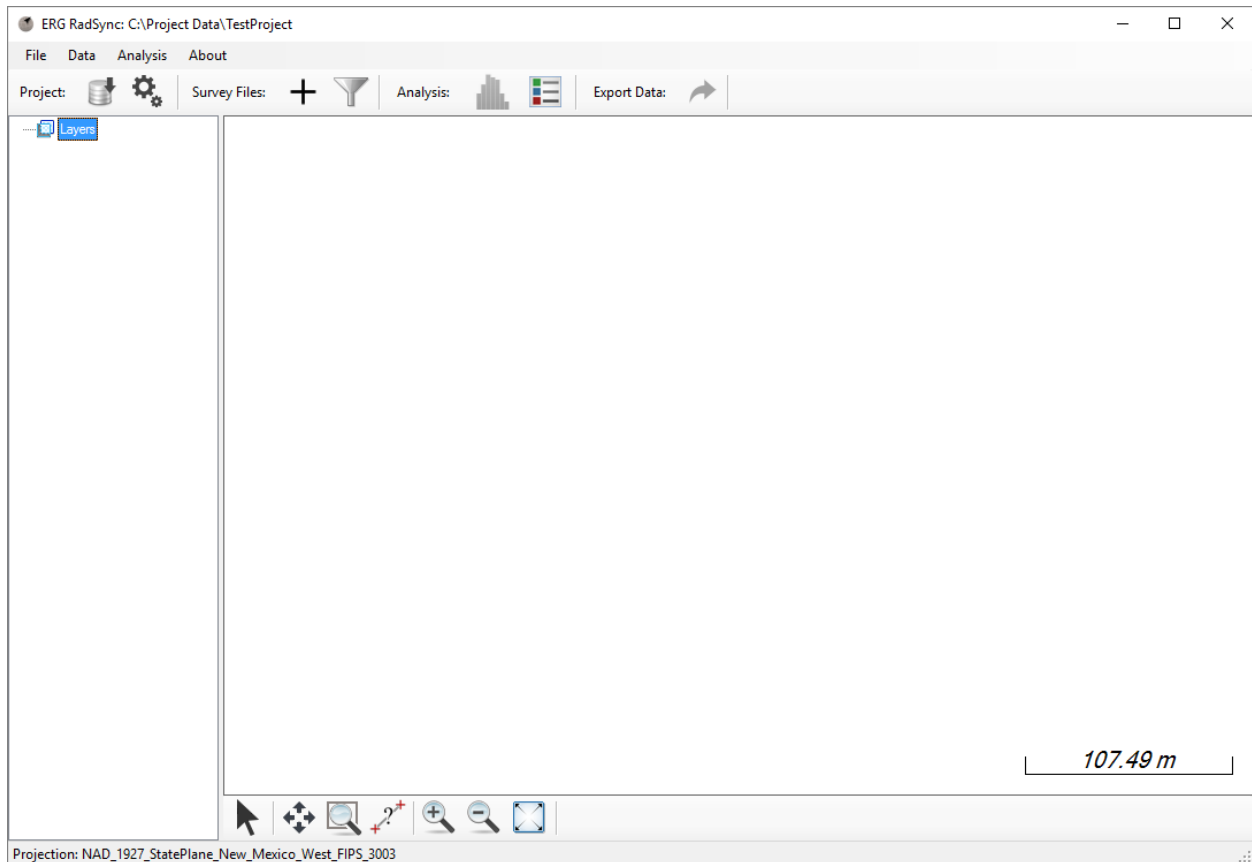 ERG RadSync: C:\Project Data\TestProject
File Data Analysis About
Project: Survey Files: Analysis: Export Data:
Layers
107.49 m
?
Projection: NAD_1927_StatePlane_New_Mexico_West_FIPS_3003